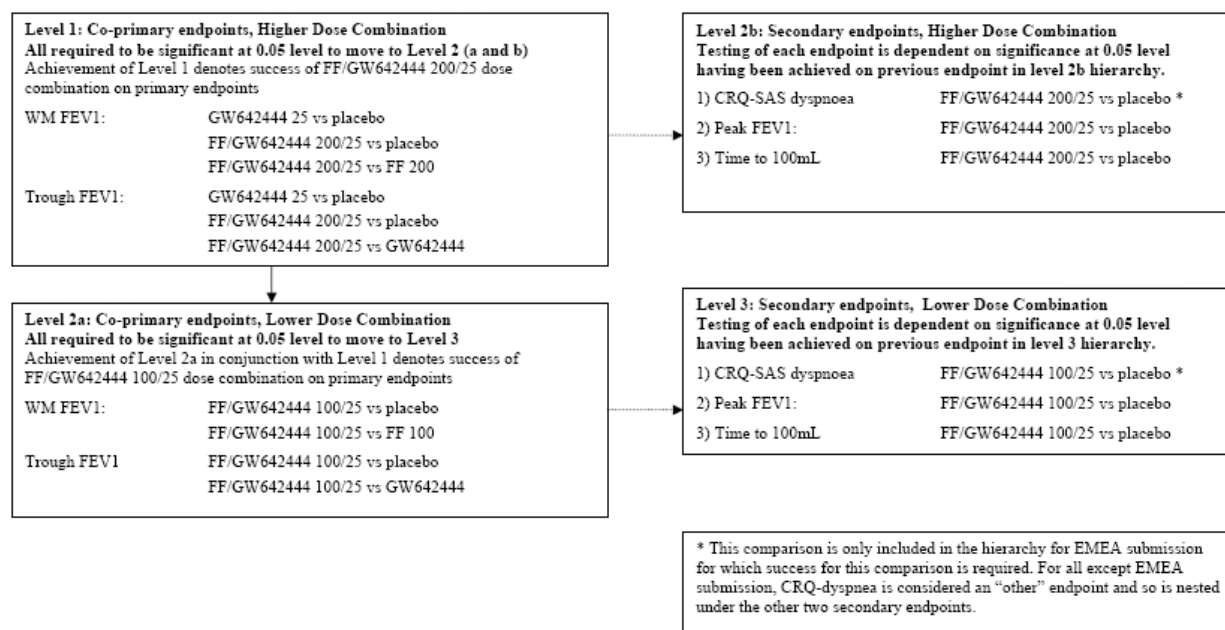 Level 1: Co-primary endpoints, Higher Dose Combination
All required to be significant at 0.05 level to move to Level 2 (a and b)
Achievement of Level 1 denotes success of FF/GW642444 200/25 dose
combination on primary endpoints
WM FEV1: GW642444 25 vs placebo
FF/GW642444 200/25 vs placebo
FF/GW642444 200/25 vs FF 200
Trough FEV1: GW642444 25 vs placebo
FF/GW642444 200/25 vs placebo
FF/GW642444 200/25 vs GW642444
Level 2b: Secondary endpoints, Higher Dose Combination
Testing of each endpoint is dependent on significance at 0.05 level
having been achieved on previous endpoint in level 2b hierarchy.
1) CRQ-SAS dyspnoea FF/GW642444 200/25 vs placebo *
2) Peak FEV1: FF/GW642444 200/25 vs placebo
3) Time to 100mL FF/GW642444 200/25 vs placebo
Level 2a: Co-primary endpoints, Lower Dose Combination
All required to be significant at 0.05 level to move to Level 3
Achievement of Level 2a in conjunction with Level 1 denotes success of
FF/GW642444 100/25 dose combination on primary endpoints
WM FEV1: FF/GW642444 100/25 vs placebo
FF/GW642444 100/25 vs FF 100
Trough FEV1 FF/GW642444 100/25 vs placebo
FF/GW642444 100/25 vs GW642444
Level 3: Secondary endpoints, Lower Dose Combination
Testing of each endpoint is dependent on significance at 0.05 level
having been achieved on previous endpoint in level 3 hierarchy.
1) CRQ-SAS dyspnoea FF/GW642444 100/25 vs placebo *
2) Peak FEV1: FF/GW642444 100/25 vs placebo
3) Time to 100mL FF/GW642444 100/25 vs placebo
* This comparison is only included in the hierarchy for EMEA submission
for which success for this comparison is required. For all except EMEA
submission, CRQ-dyspnea is considered an “other” endpoint and so is nested
under the other two secondary endpoints.